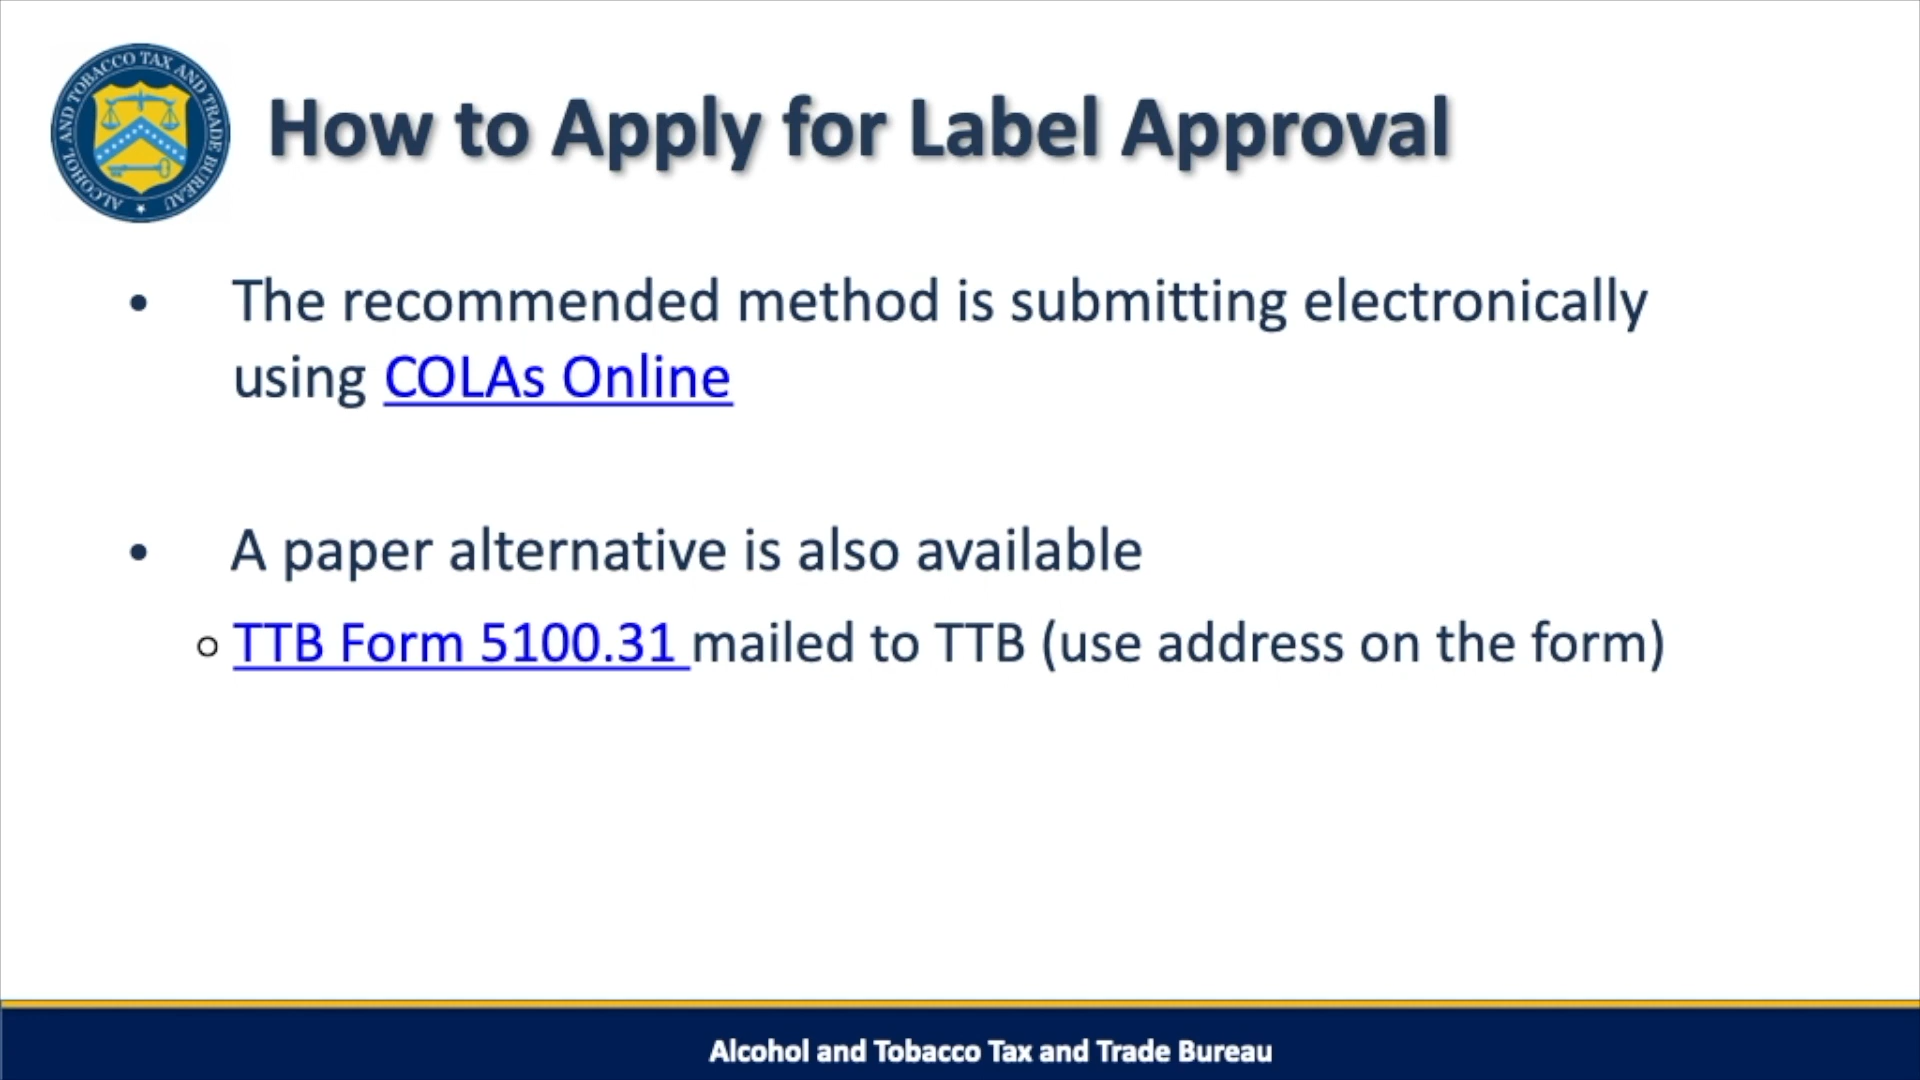 ALCOHOL AND TOBACCO TAX AND TRADE BUREAU
How to Apply for Label Approval
• The recommended method is submitting electronically
using COLAs Online
• A paper alternative is also available
○ TTB Form 5100.31 mailed to TTB (use address on the form)
Alcohol and Tobacco Tax and Trade Bureau